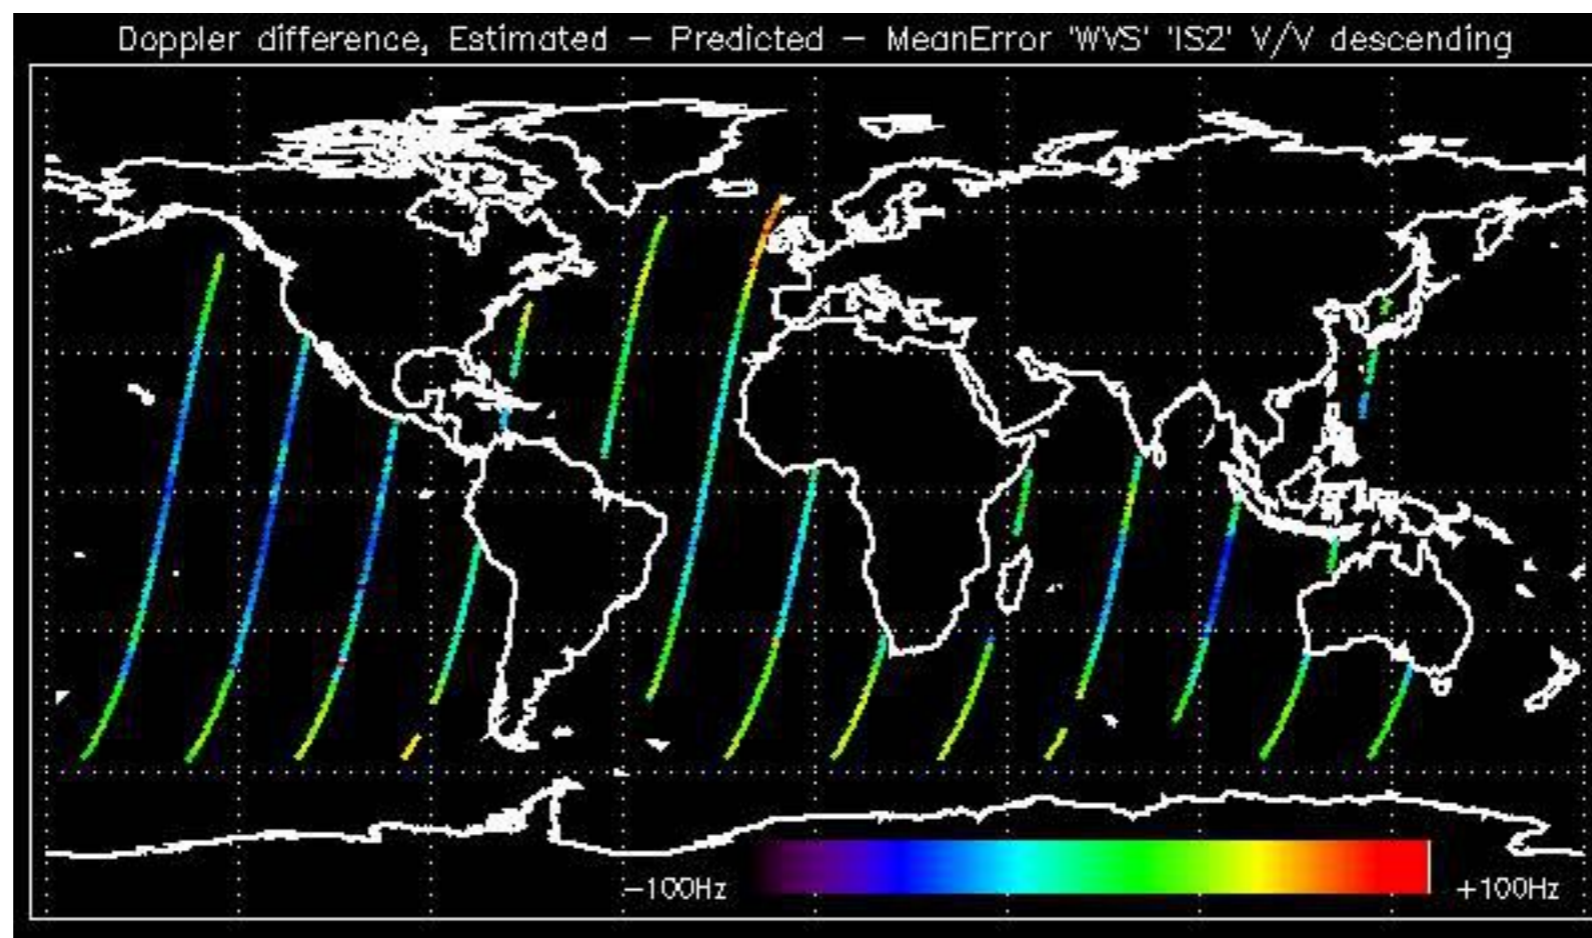 Doppler difference, Estimated - Predicted - MeanError 'WVS' 'IS2' V/V descending
-100Hz
+100Hz